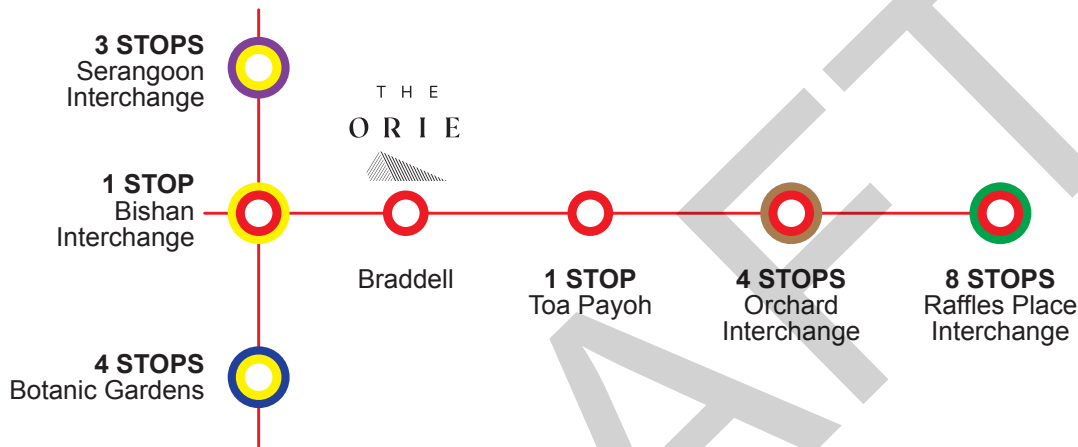 3 STOPS
Serangoon
Interchange
THE
ORIE
1 STOP
Bishan
Interchange
Braddell
1 STOP
Toa Payoh
4 STOPS
Orchard
Interchange
8 STOPS
Raffles Place
Interchange
4 STOPS
Botanic Gardens
AFT